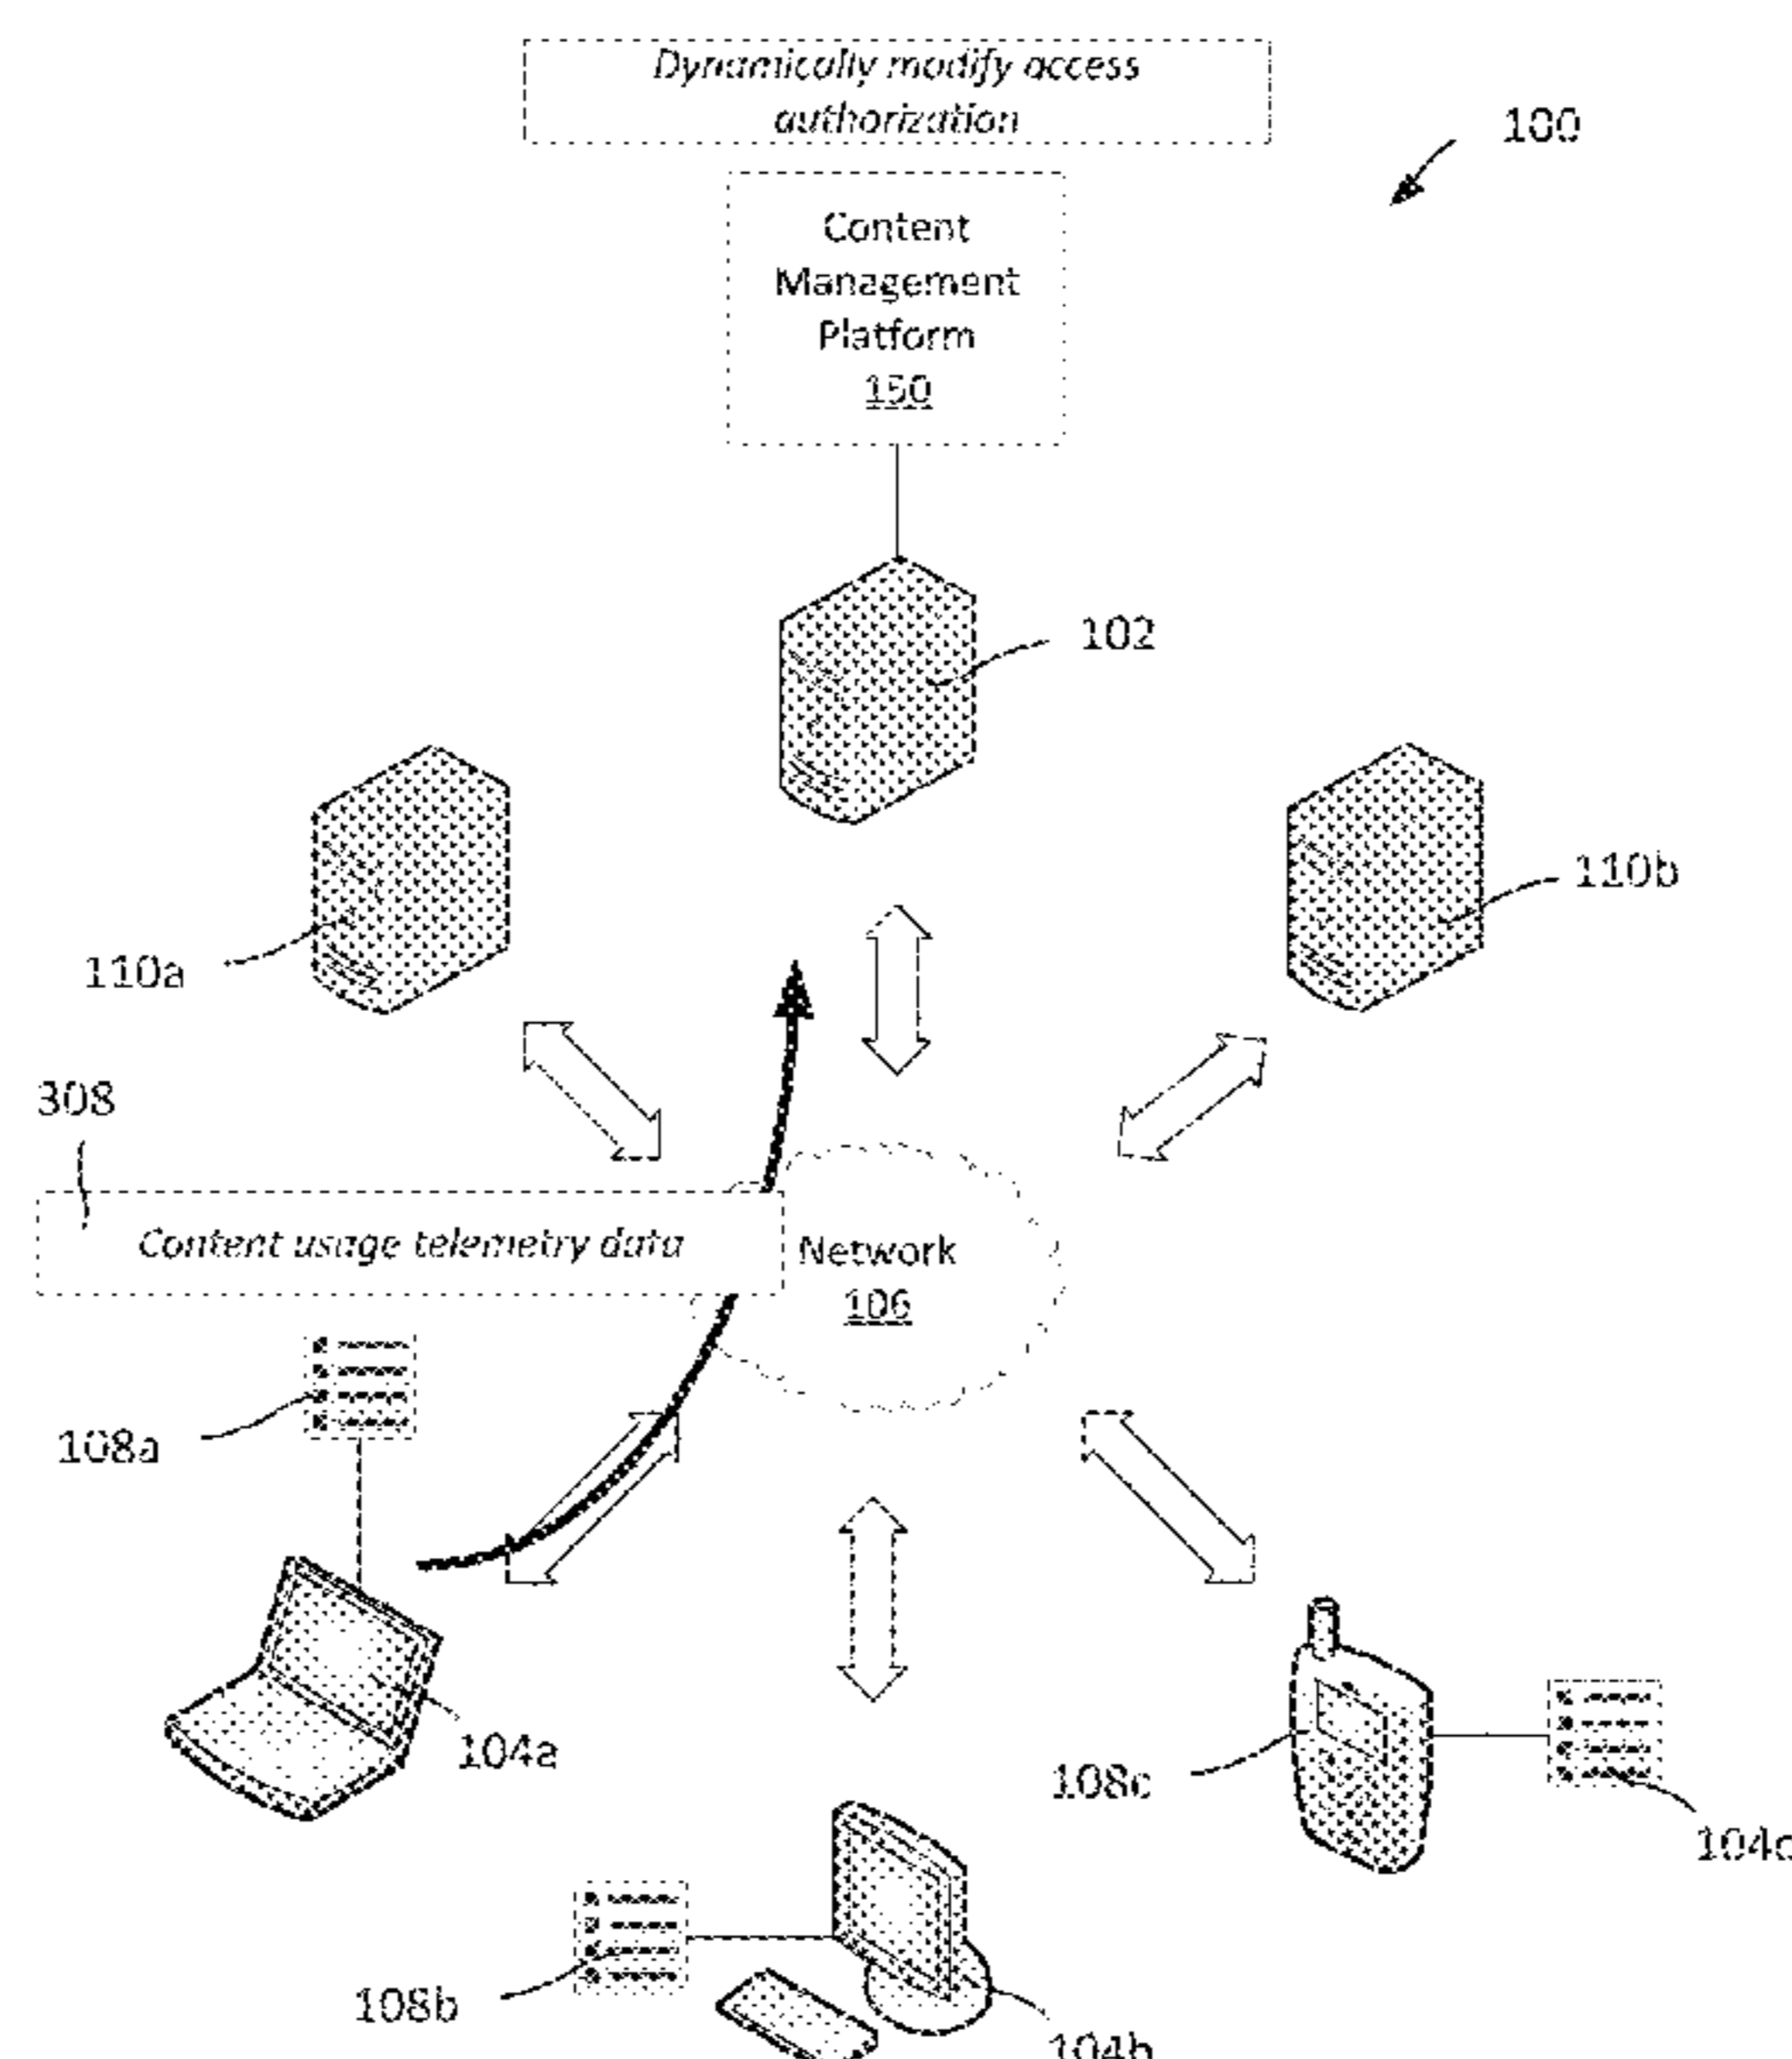 Dynamically modify access
authorization
100
Content
Management
Platform
150
102
110b
110a
308
Content usage telemetry data
Network
106
108a
104a
108c
104c
108b
104b